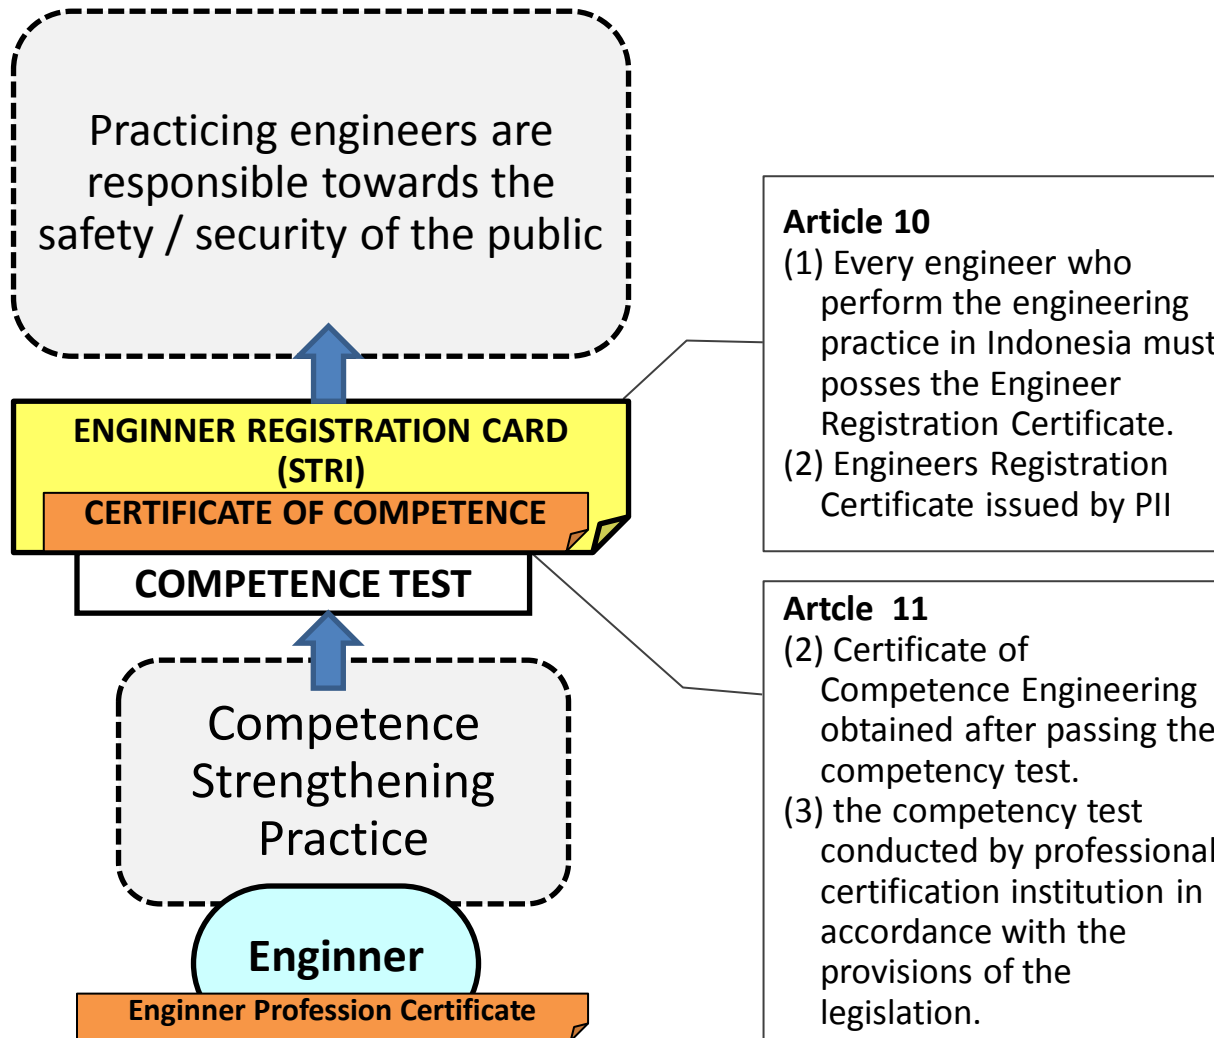 Practicing engineers are
responsible towards the
safety / security of the public
ENGINNER REGISTRATION CARD
(STRI)
CERTIFICATE OF COMPETENCE
COMPETENCE TEST
Competence
Strengthening
Practice
Enginner
Enginner Profession Certificate
Article 10
(1) Every engineer who
perform the engineering
practice in Indonesia must
posses the Engineer
Registration Certificate.
(2) Engineers Registration
Certificate issued by PII
Artcle 11
(2) Certificate of
Competence Engineering
obtained after passing the
competency test.
(3) the competency test
conducted by professional
certification institution in
accordance with the
provisions of the
legislation.